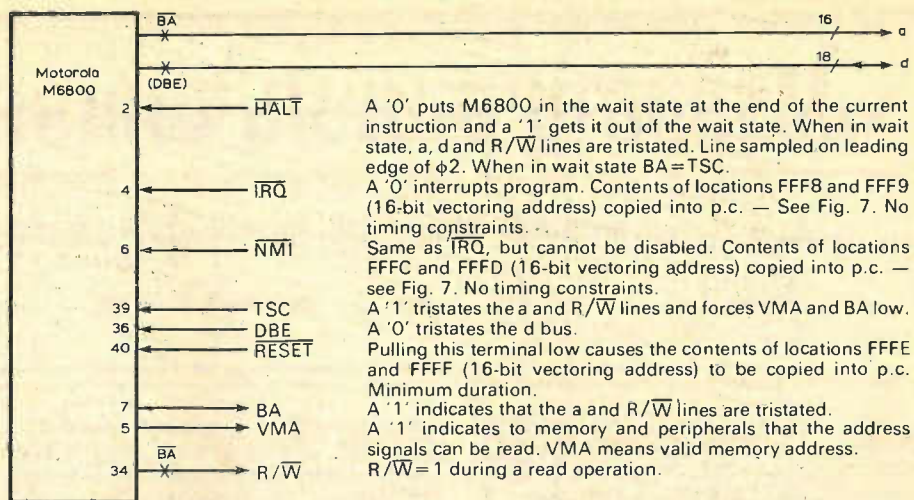 B̅A̅ 16 a
Motorola
M6800
(DBE) 18 d
2 H̅A̅L̅T̅ A '0' puts M6800 in the wait state at the end of the current
instruction and a '1' gets it out of the wait state. When in wait
state, a, d and R/W̅ lines are tristated. Line sampled on leading
edge of φ2. When in wait state BA=TSC.
4 I̅R̅Q̅ A '0' interrupts program. Contents of locations FFF8 and FFF9
(16-bit vectoring address) copied into p.c. — See Fig. 7. No
timing constraints.
6 N̅M̅I̅ Same as I̅R̅Q̅, but cannot be disabled. Contents of locations
FFFC and FFFD (16-bit vectoring address) copied into p.c. —
see Fig. 7. No timing constraints.
39 TSC A '1' tristates the a and R/W̅ lines and forces VMA and BA low.
36 DBE A '0' tristates the d bus.
40 R̅E̅S̅E̅T̅ Pulling this terminal low causes the contents of locations FFFE
and FFFF (16-bit vectoring address) to be copied into p.c.
Minimum duration.
7 BA A '1' indicates that the a and R/W̅ lines are tristated.
5 VMA A '1' indicates to memory and peripherals that the address
signals can be read. VMA means valid memory address.
B̅A̅
34 R/W̅ R/W̅=1 during a read operation.